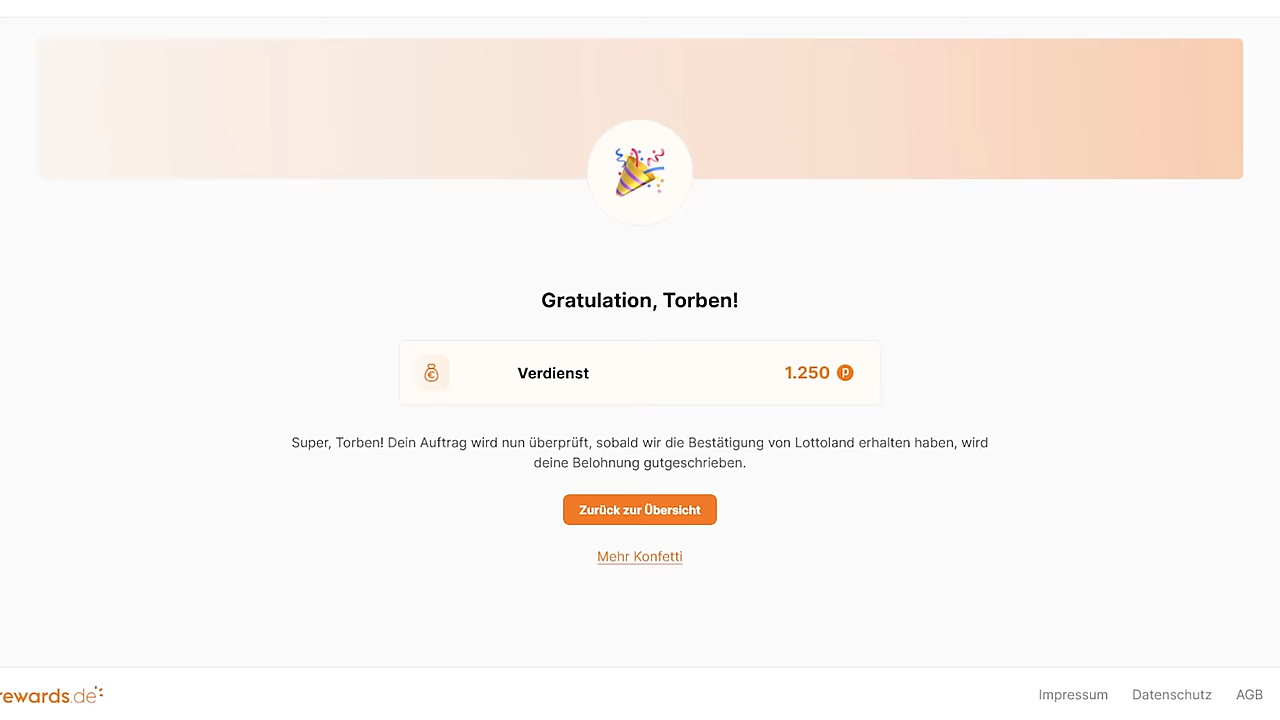 Gratulation, Torben!
Verdienst 1.250 p
Super, Torben! Dein Auftrag wird nun überprüft, sobald wir die Bestätigung von Lottoland erhalten haben, wird
deine Belohnung gutgeschrieben.
Zurück zur Übersicht
Mehr Konfetti
rewards.de Impressum Datenschutz AGB